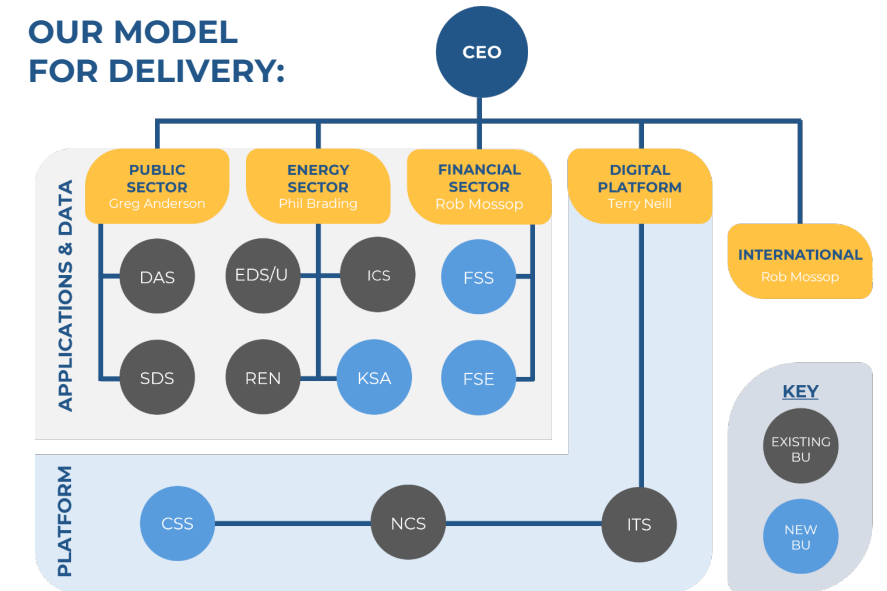 OUR MODEL
FOR DELIVERY:
CEO
PUBLIC
SECTOR
Greg Anderson
ENERGY
SECTOR
Phil Brading
FINANCIAL
SECTOR
Rob Mossop
DIGITAL
PLATFORM
Terry Neill
INTERNATIONAL
Rob Mossop
APPLICATIONS & DATA
DAS
EDS/U
ICS
FSS
SDS
REN
KSA
FSE
PLATFORM
CSS
NCS
ITS
KEY
EXISTING
BU
NEW
BU